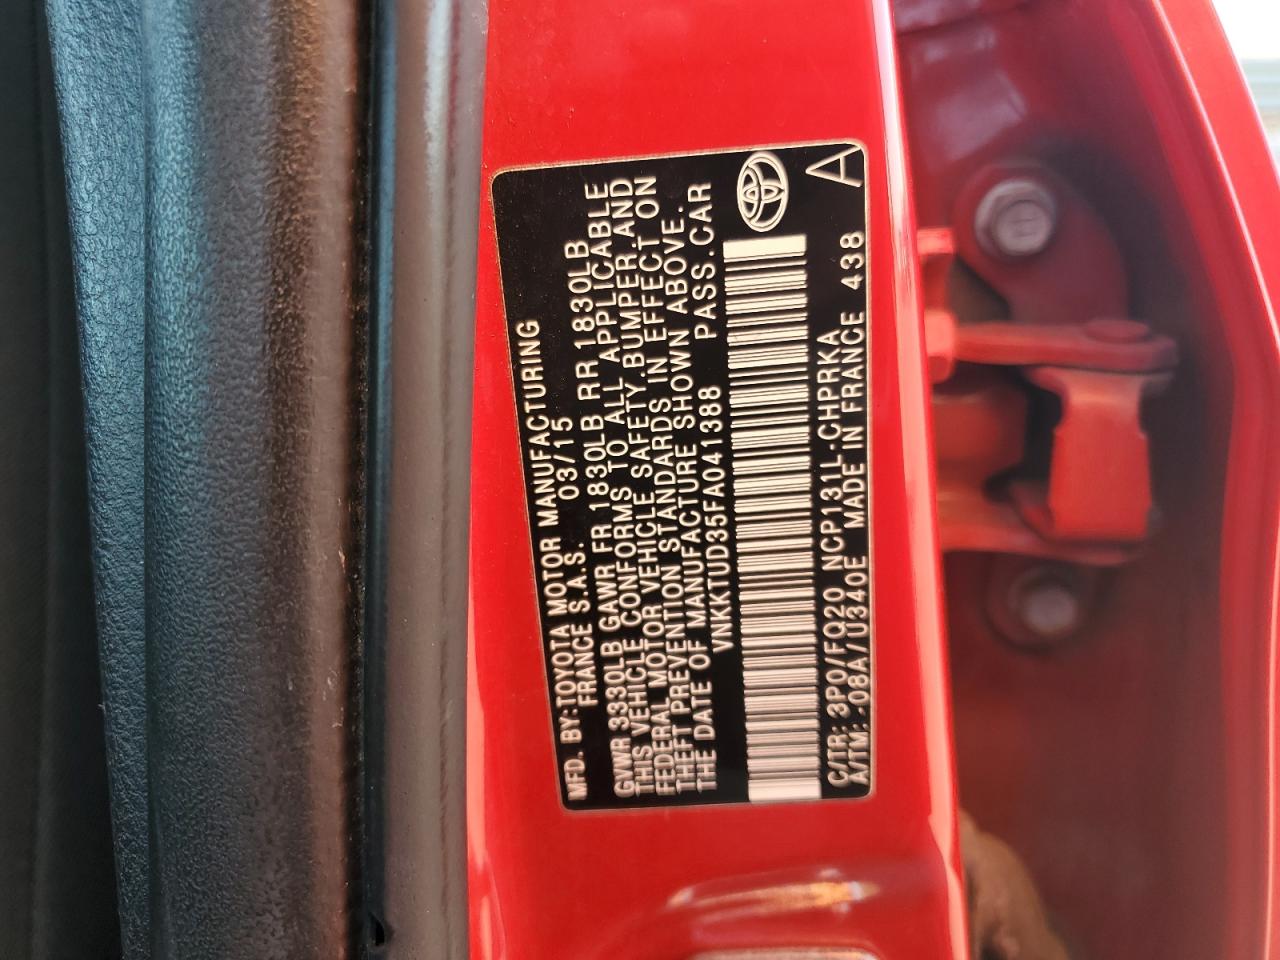 MFD. BY: TOYOTA MOTOR MANUFACTURING
FRANCE S.A.S. 03/15
GVWR 3330LB GAWR FR 1830LB RR 1830LB
THIS VEHICLE CONFORMS TO ALL APPLICABLE
FEDERAL MOTOR VEHICLE SAFETY, BUMPER, AND
THEFT PREVENTION STANDARDS IN EFFECT ON
THE DATE OF MANUFACTURE SHOWN ABOVE.
VNKKTUD35FA041388 PASS.CAR
C/TR: 3P0/FQ20 NCP131L-CHPRKA
A/TM: -08A/U340E MADE IN FRANCE 438 A